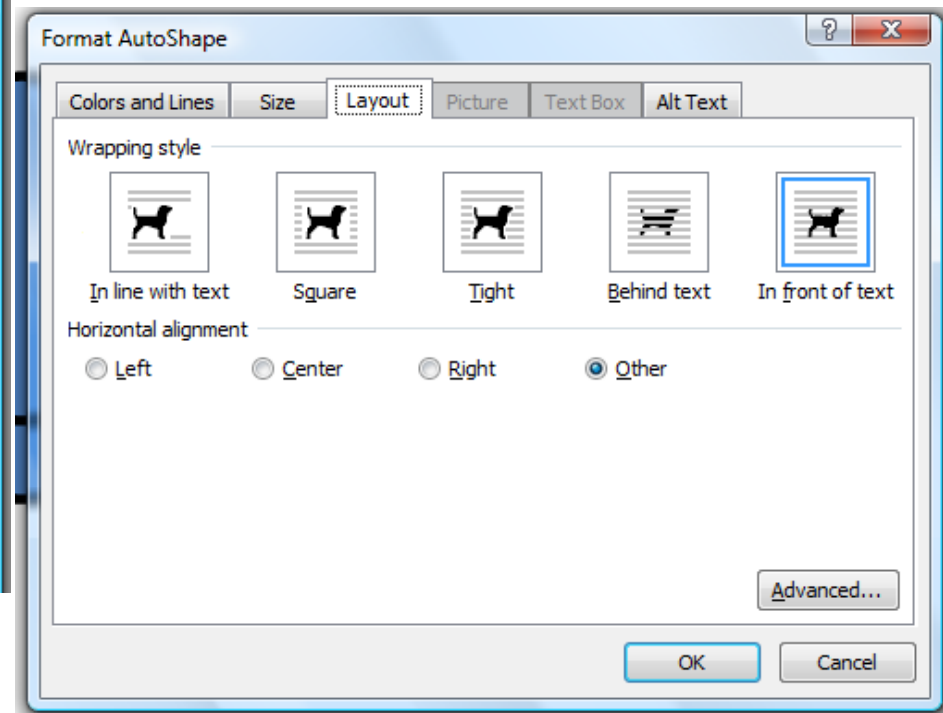 Format AutoShape
Colors and Lines Size Layout Picture Text Box Alt Text
Wrapping style
In line with text Square Tight Behind text In front of text
Horizontal alignment
Left Center Right Other
Advanced...
OK Cancel